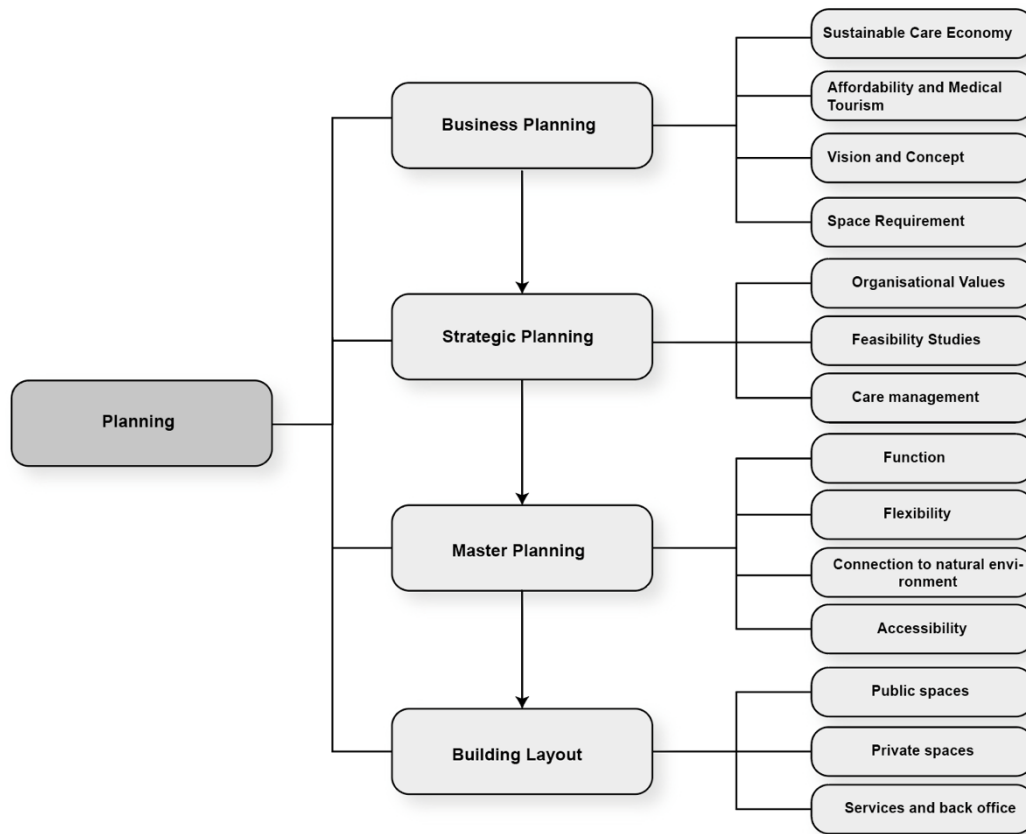 Planning
Business Planning
Sustainable Care Economy
Affordability and Medical
Tourism
Vision and Concept
Space Requirement
Strategic Planning
Organisational Values
Feasibility Studies
Care management
Master Planning
Function
Flexibility
Connection to natural envi-
ronment
Accessibility
Building Layout
Public spaces
Private spaces
Services and back office